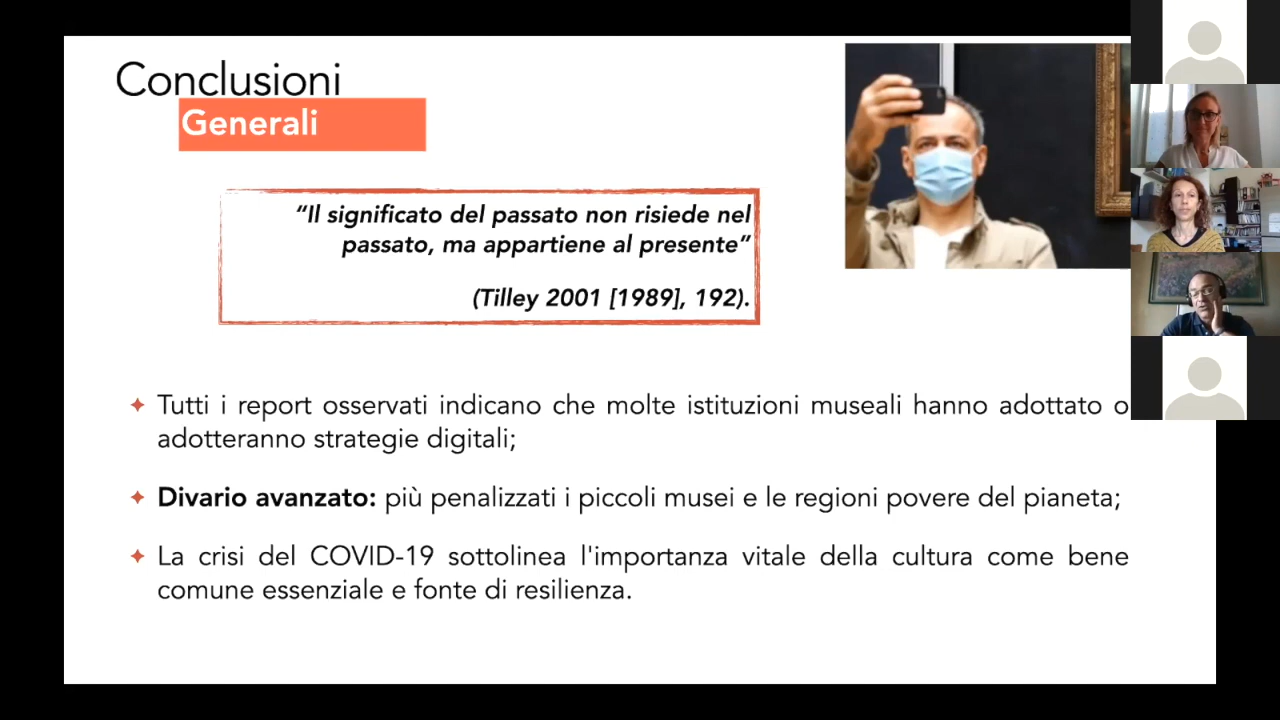 Conclusioni
Generali
“Il significato del passato non risiede nel
passato, ma appartiene al presente”
(Tilley 2001 [1989], 192).
Tutti i report osservati indicano che molte istituzioni museali hanno adottato o
adotteranno strategie digitali;
Divario avanzato: più penalizzati i piccoli musei e le regioni povere del pianeta;
La crisi del COVID-19 sottolinea l'importanza vitale della cultura come bene
comune essenziale e fonte di resilienza.